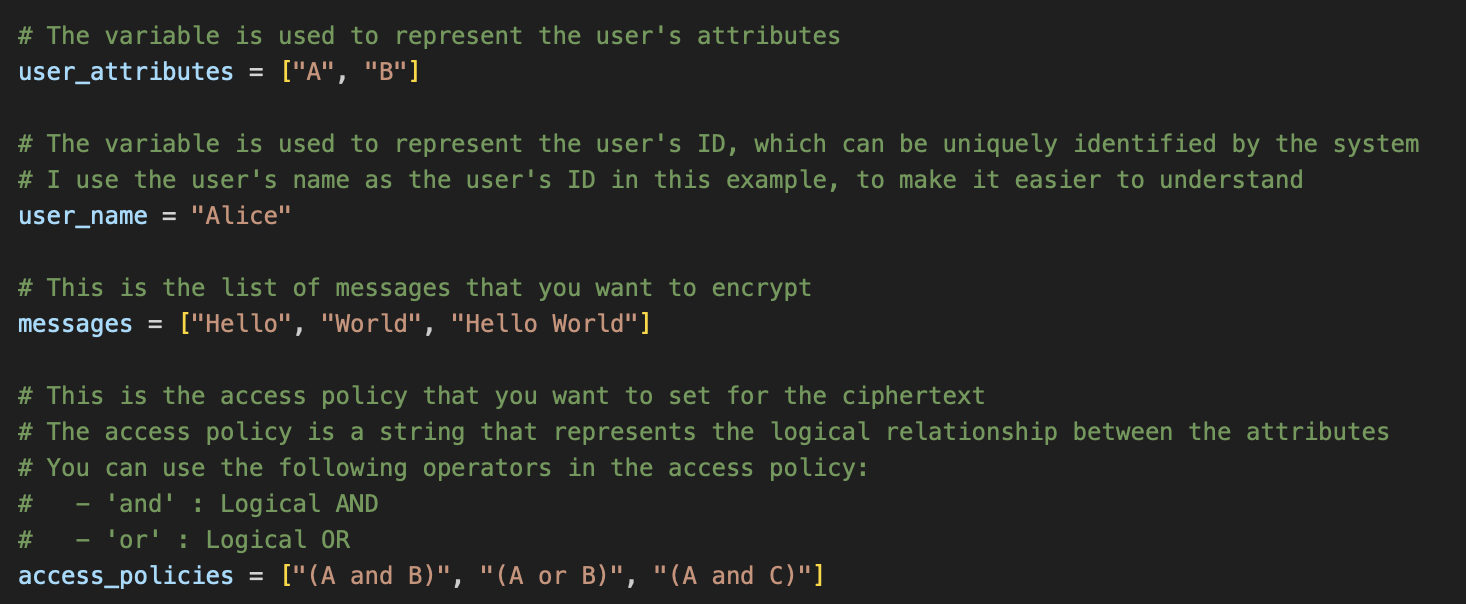 # The variable is used to represent the user's attributes
user_attributes = ["A", "B"]
# The variable is used to represent the user's ID, which can be uniquely identified by the system
# I use the user's name as the user's ID in this example, to make it easier to understand
user_name = "Alice"
# This is the list of messages that you want to encrypt
messages = ["Hello", "World", "Hello World"]
# This is the access policy that you want to set for the ciphertext
# The access policy is a string that represents the logical relationship between the attributes
# You can use the following operators in the access policy:
#   - 'and' : Logical AND
#   - 'or' : Logical OR
access_policies = ["(A and B)", "(A or B)", "(A and C)"]